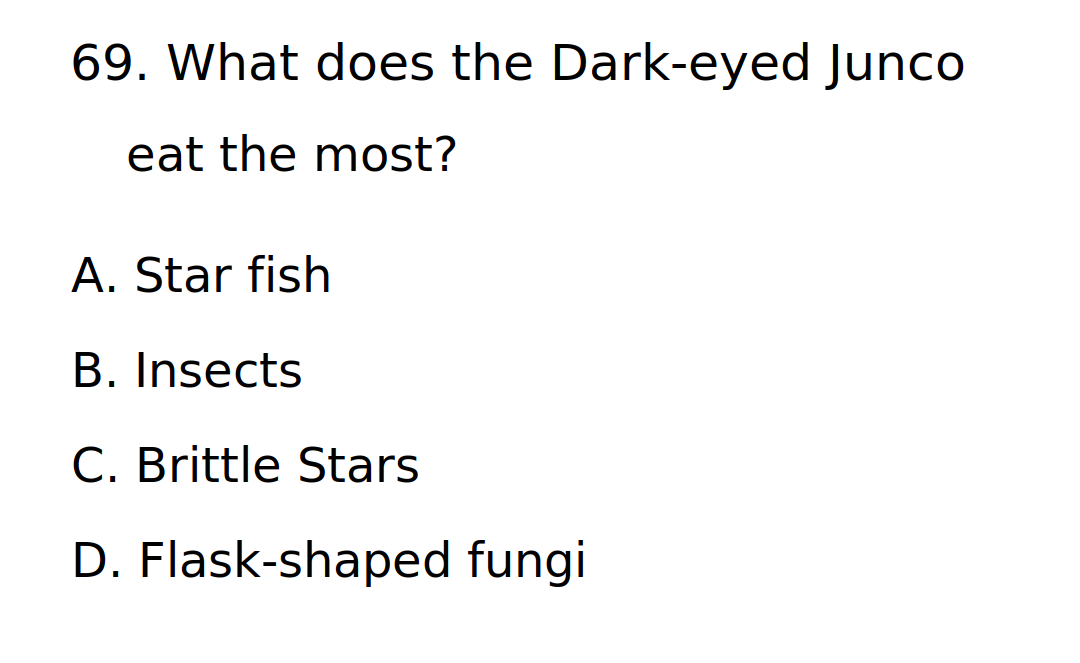 69. What does the Dark-eyed Junco
eat the most?
A. Star fish
B. Insects
C. Brittle Stars
D. Flask-shaped fungi